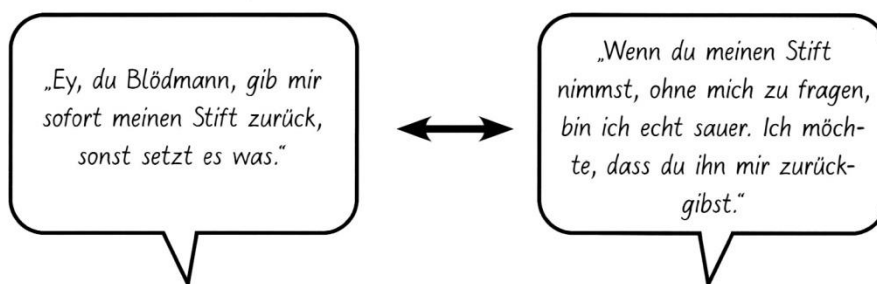 „Ey, du Blödmann, gib mir
sofort meinen Stift zurück,
sonst setzt es was.“
„Wenn du meinen Stift
nimmst, ohne mich zu fragen,
bin ich echt sauer. Ich möch-
te, dass du ihn mir zurück-
gibst.“